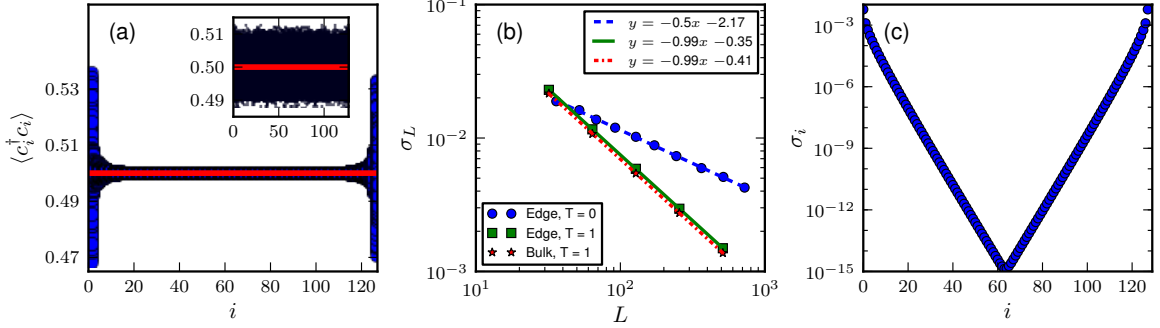 (a)
0.53
0.51
0.49
0.47
⟨c_i^† c_i⟩
0 20 40 60 80 100 120
i
0.51
0.50
0.49
0 50 100
(b)
10^{-1}
10^{-2}
10^{-3}
σ_L
10^1 10^2 10^3
L
y = −0.5x −2.17
y = −0.99x −0.35
y = −0.99x −0.41
Edge, T = 0
Edge, T = 1
Bulk, T = 1
(c)
10^{-3}
10^{-6}
10^{-9}
10^{-12}
10^{-15}
σ_i
0 20 40 60 80 100 120
i